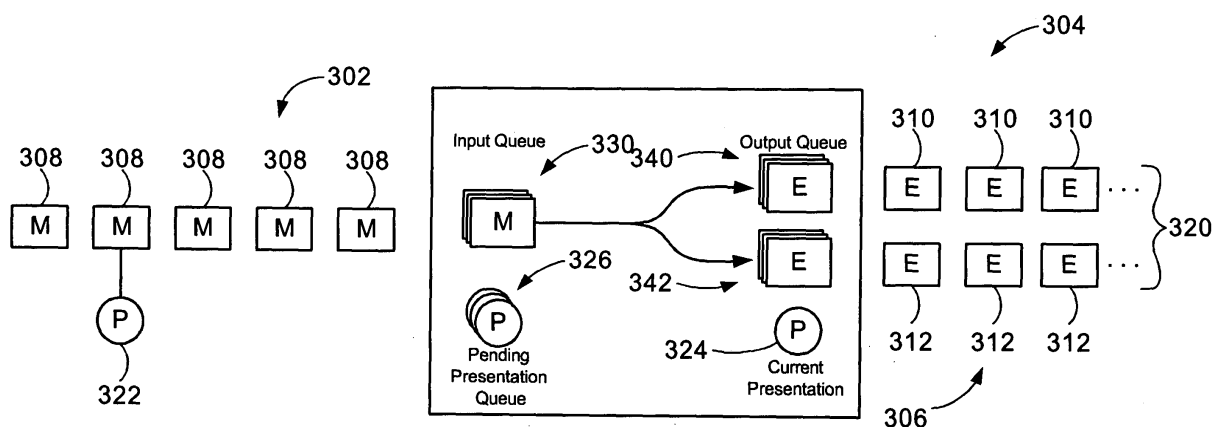 304
302
310 310 310
308 308 308 308 308
Input Queue
330
340
Output Queue
E
E E E ...
M M M M M
M
320
326
342
E
E E E ...
P
P
324
P
312 312 312
322
Pending
Presentation
Queue
Current
Presentation
306